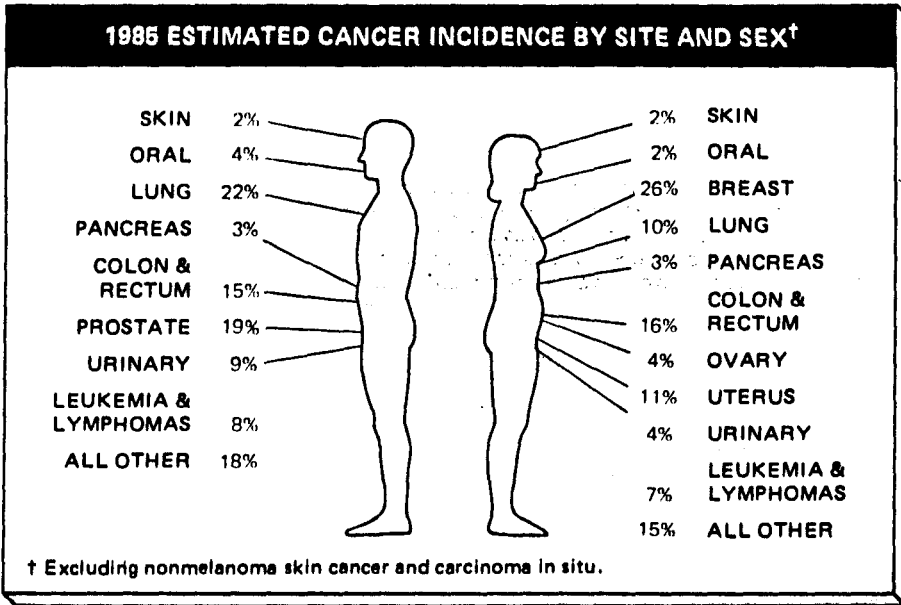 1985 ESTIMATED CANCER INCIDENCE BY SITE AND SEX†
SKIN 2%
ORAL 4%
LUNG 22%
PANCREAS 3%
COLON &
RECTUM 15%
PROSTATE 19%
URINARY 9%
LEUKEMIA &
LYMPHOMAS 8%
ALL OTHER 18%
2% SKIN
2% ORAL
26% BREAST
10% LUNG
3% PANCREAS
COLON &
16% RECTUM
4% OVARY
11% UTERUS
4% URINARY
LEUKEMIA &
7% LYMPHOMAS
15% ALL OTHER
† Excluding nonmelanoma skin cancer and carcinoma in situ.